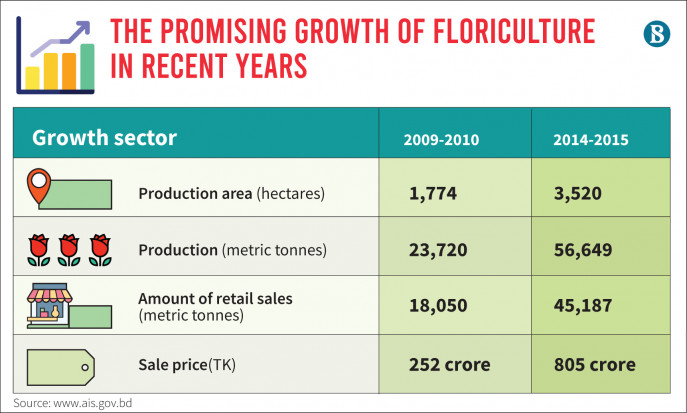 THE PROMISING GROWTH OF FLORICULTURE
IN RECENT YEARS
B
Growth sector 2009-2010 2014-2015
Production area (hectares) 1,774 3,520
Production (metric tonnes) 23,720 56,649
Amount of retail sales
(metric tonnes) 18,050 45,187
Sale price(TK) 252 crore 805 crore
Source: www.ais.gov.bd